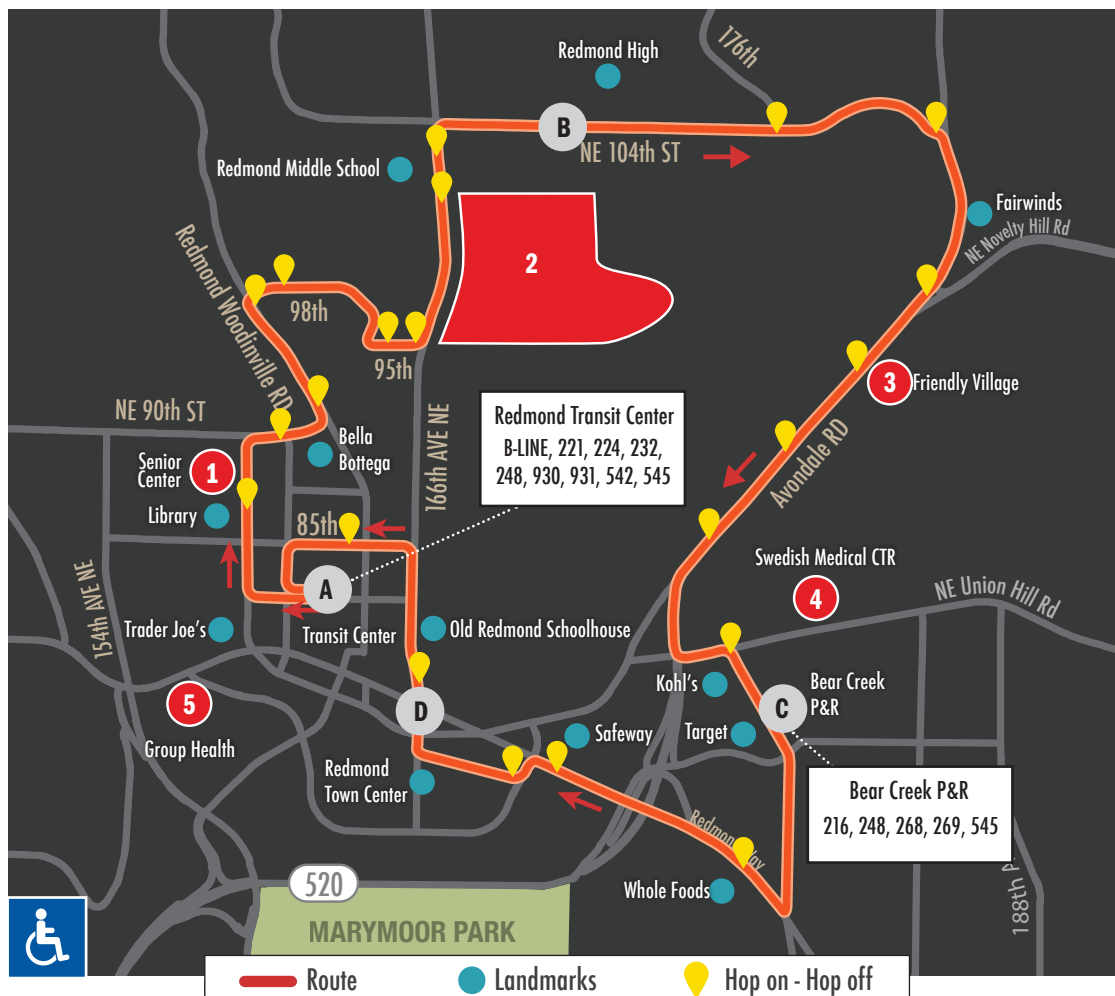 176th
Redmond High
B
NE 104th ST
Redmond Middle School
Fairwinds
NE Novelty Hill Rd
2
Redmond Woodinville RD
98th
95th
3
Friendly Village
NE 90th ST
Redmond Transit Center
B-LINE, 221, 224, 232,
248, 930, 931, 542, 545
Bella
Bottega
Senior
Center
1
166th AVE NE
Avondale RD
Library
85th
Swedish Medical CTR
4
NE Union Hill Rd
A
154th AVE NE
Trader Joe's
Transit Center
Old Redmond Schoolhouse
Kohl's
Bear Creek
P&R
C
5
D
Group Health
Safeway
Target
Redmond
Town Center
Bear Creek P&R
216, 248, 268, 269, 545
Redmond Way
520
Whole Foods
188th A
MARYMOOR PARK
Route
Landmarks
Hop on - Hop off